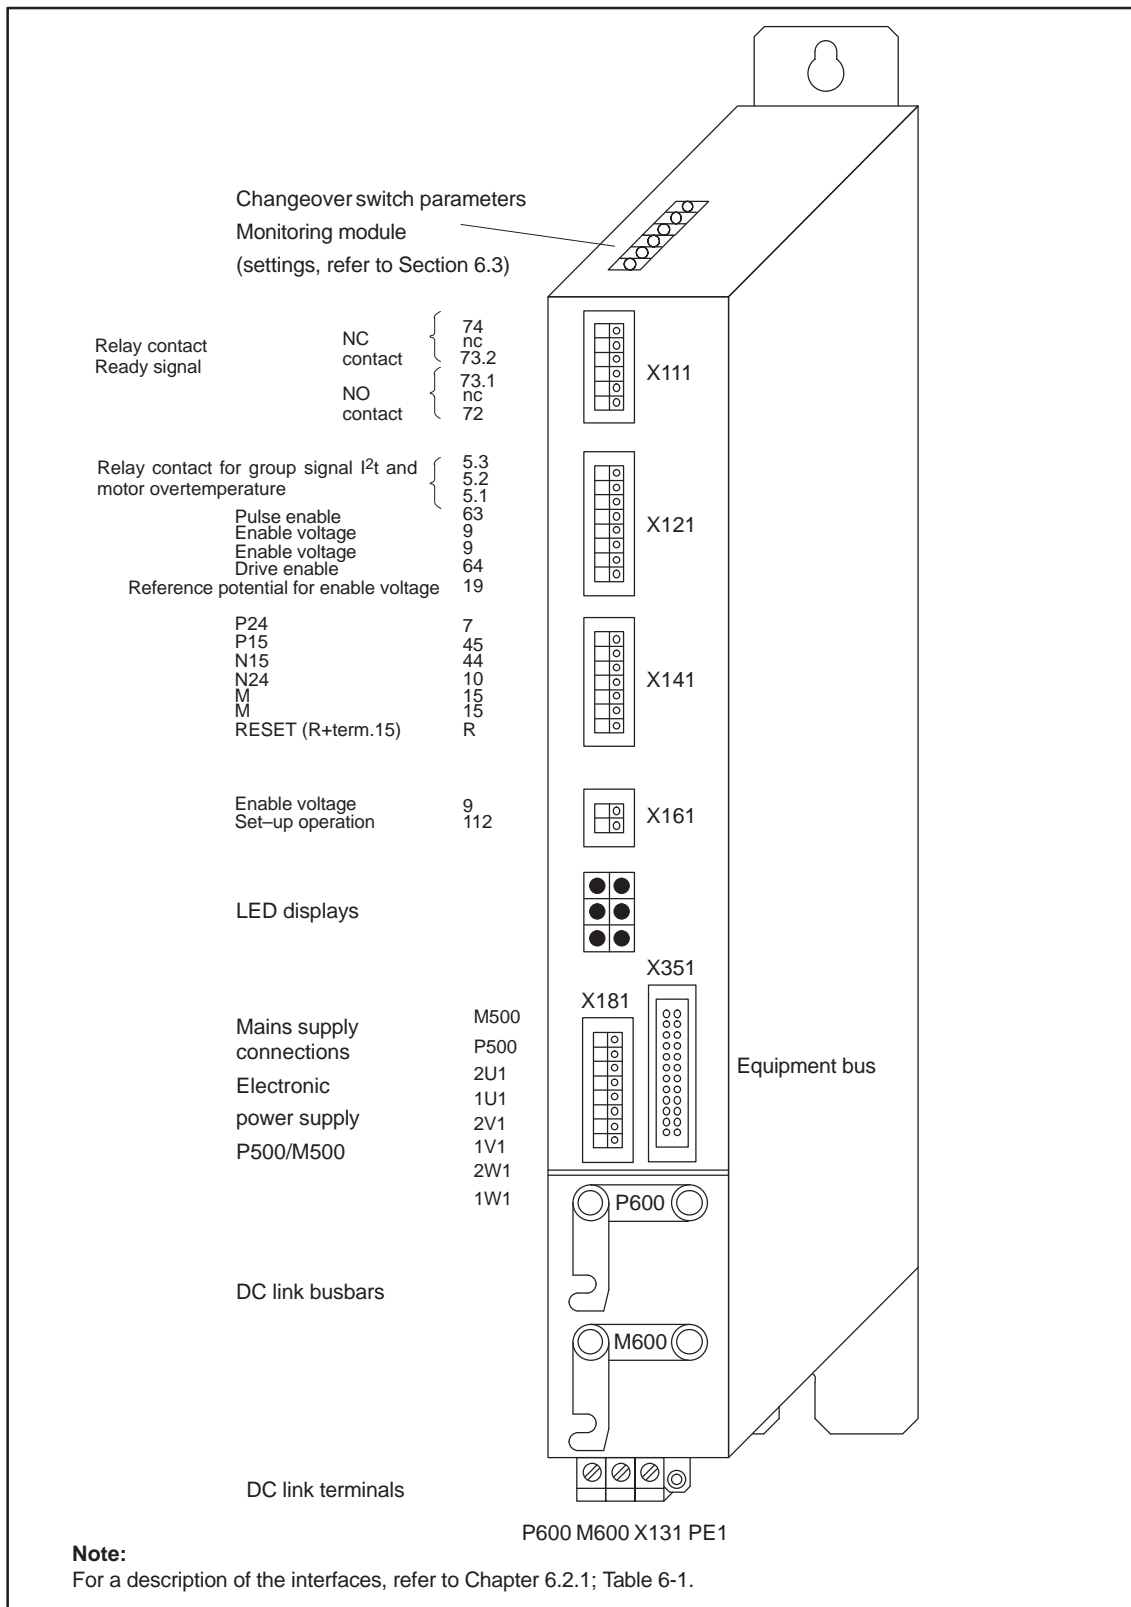 Changeover switch parameters
Monitoring module
(settings, refer to Section 6.3)
Relay contact
Ready signal
NC
contact
74
nc
73.2
NO
contact
73.1
nc
72
X111
Relay contact for group signal I²t and
motor overtemperature
5.3
5.2
5.1
Pulse enable 63
Enable voltage 9
Enable voltage 9
Drive enable 64
Reference potential for enable voltage 19
X121
P24 7
P15 45
N15 44
N24 10
M 15
M 15
RESET (R+term.15) R
X141
Enable voltage 9
Set–up operation 112
X161
LED displays
X351
X181
Mains supply
connections
Electronic
power supply
P500/M500
M500
P500
2U1
1U1
2V1
1V1
2W1
1W1
Equipment bus
P600
DC link busbars
M600
DC link terminals
P600 M600 X131 PE1
Note:
For a description of the interfaces, refer to Chapter 6.2.1; Table 6-1.